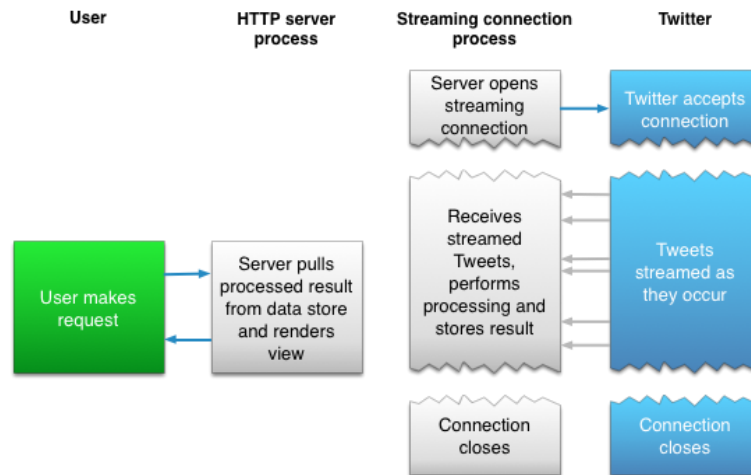 User
HTTP server
process
Streaming connection
process
Twitter
Server opens
streaming
connection
Twitter accepts
connection
User makes
request
Server pulls
processed result
from data store
and renders
view
Receives
streamed
Tweets,
performs
processing and
stores result
Tweets
streamed as
they occur
Connection
closes
Connection
closes